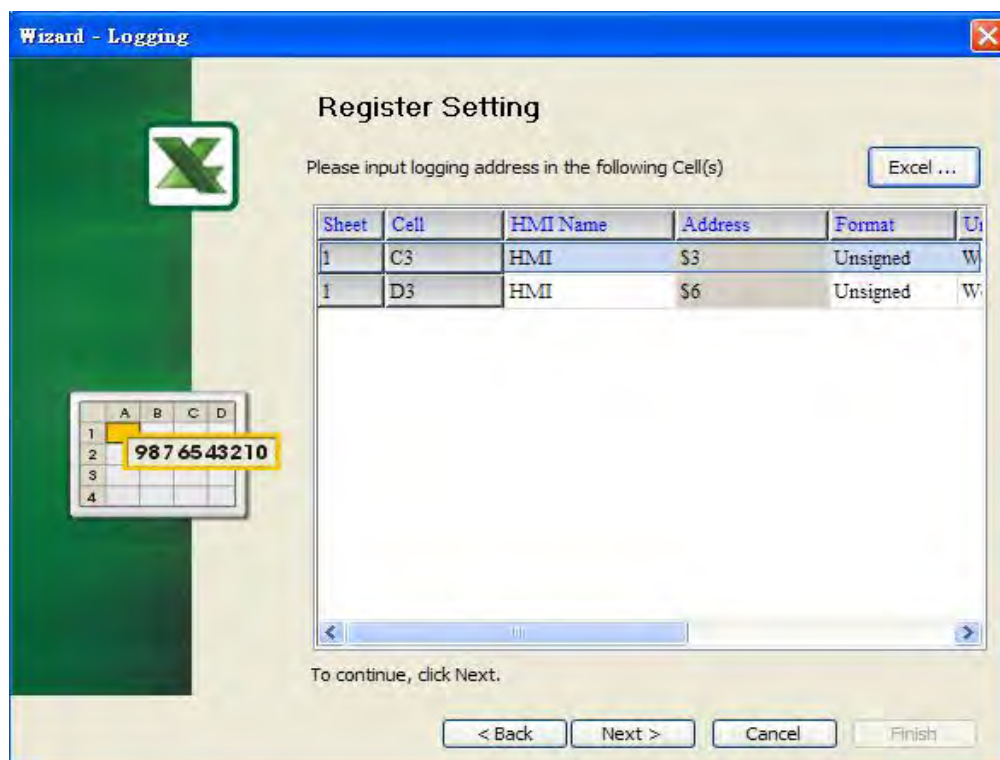 Wizard - Logging
Register Setting
Please input logging address in the following Cell(s)
Excel ...
Sheet Cell HMI Name Address Format
1 C3 HMI $3 Unsigned
1 D3 HMI $6 Unsigned
A B C D
1
2 9876543210
3
4
To continue, click Next.
< Back Next > Cancel Finish